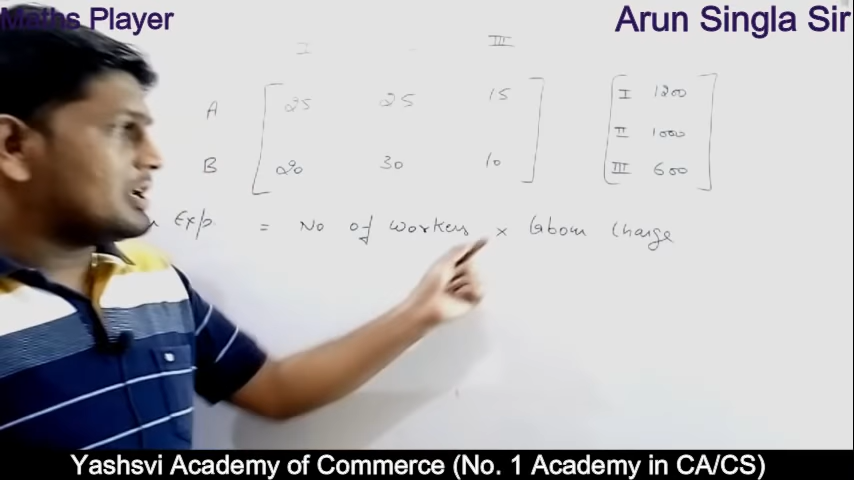 Maths Player
Arun Singla Sir
I III
A 25 25 15
B 20 30 10
I 1200
II 1000
III 600
Exp. = No of workers × labour charge
Yashsvi Academy of Commerce (No. 1 Academy in CA/CS)